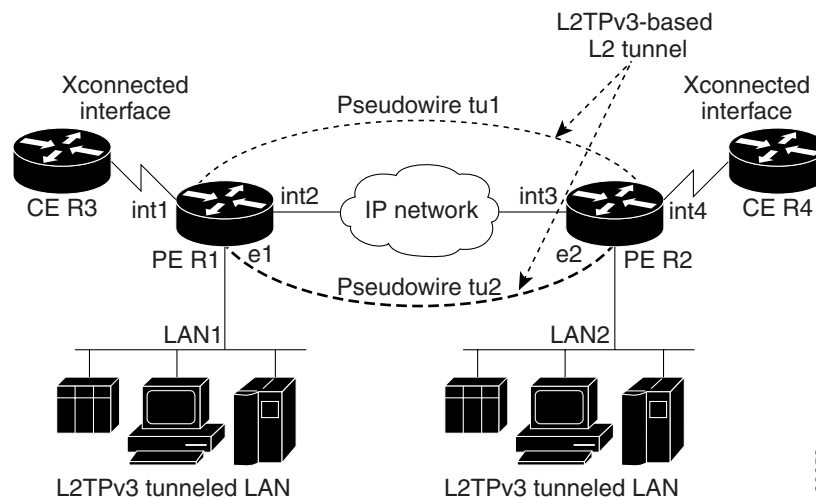 L2TPv3-based
L2 tunnel
Xconnected
interface
Pseudowire tu1
Xconnected
interface
CE R3
int1
int2
IP network
int3
int4
CE R4
PE R1
e1
e2
PE R2
Pseudowire tu2
LAN1
LAN2
L2TPv3 tunneled LAN
L2TPv3 tunneled LAN